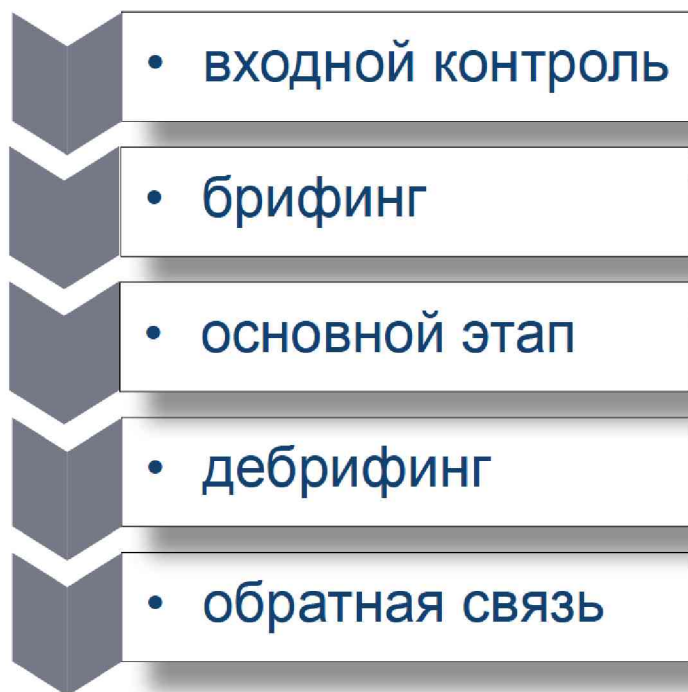 • входной контроль
• брифинг
• основной этап
• дебрифинг
• обратная связь